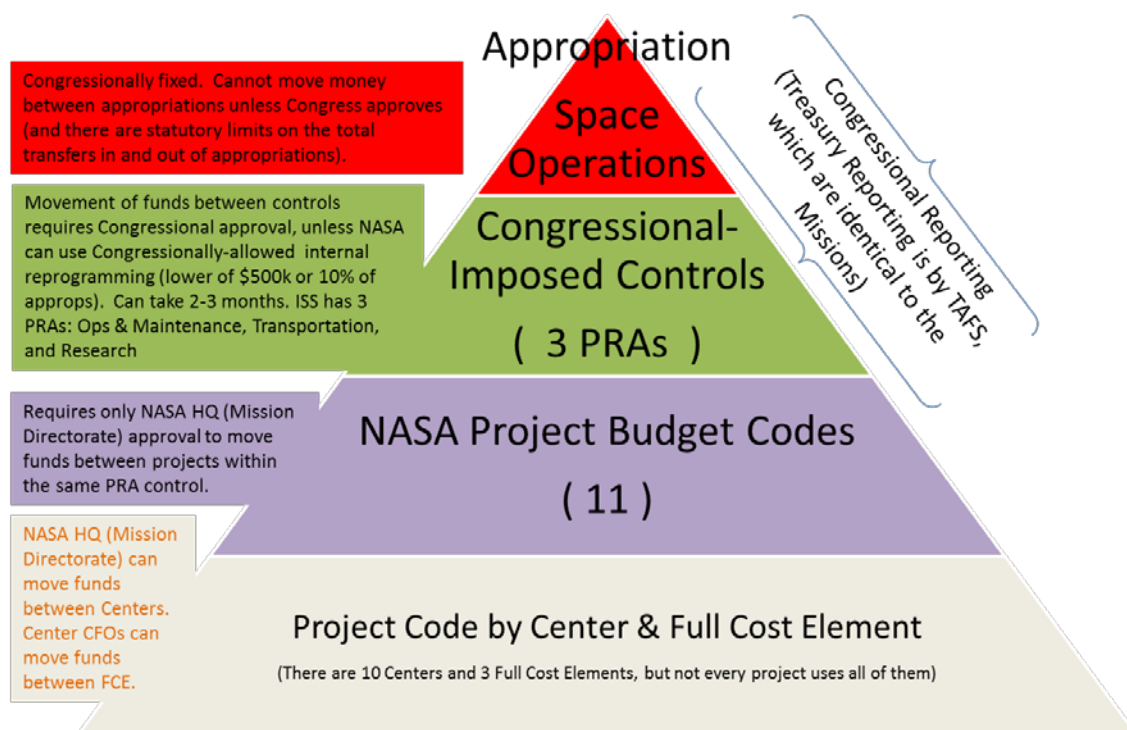 Appropriation
Space
Operations
Congressionally fixed.  Cannot move money
between appropriations unless Congress approves
(and there are statutory limits on the total
transfers in and out of appropriations).
Congressional Reporting
(Treasury Reporting is by TAFS,
which are identical to the
Missions)
Movement of funds between controls
requires Congressional approval, unless NASA
can use Congressionally-allowed  internal
reprogramming (lower of $500k or 10% of
approps).  Can take 2-3 months. ISS has 3
PRAs: Ops & Maintenance, Transportation,
and Research
Congressional-
Imposed Controls
(  3 PRAs  )
Requires only NASA HQ (Mission
Directorate) approval to move
funds between projects within
the same PRA control.
NASA Project Budget Codes
( 11 )
NASA HQ (Mission
Directorate) can
move funds
between Centers.
Center CFOs can
move funds
between FCE.
Project Code by Center & Full Cost Element
(There are 10 Centers and 3 Full Cost Elements, but not every project uses all of them)